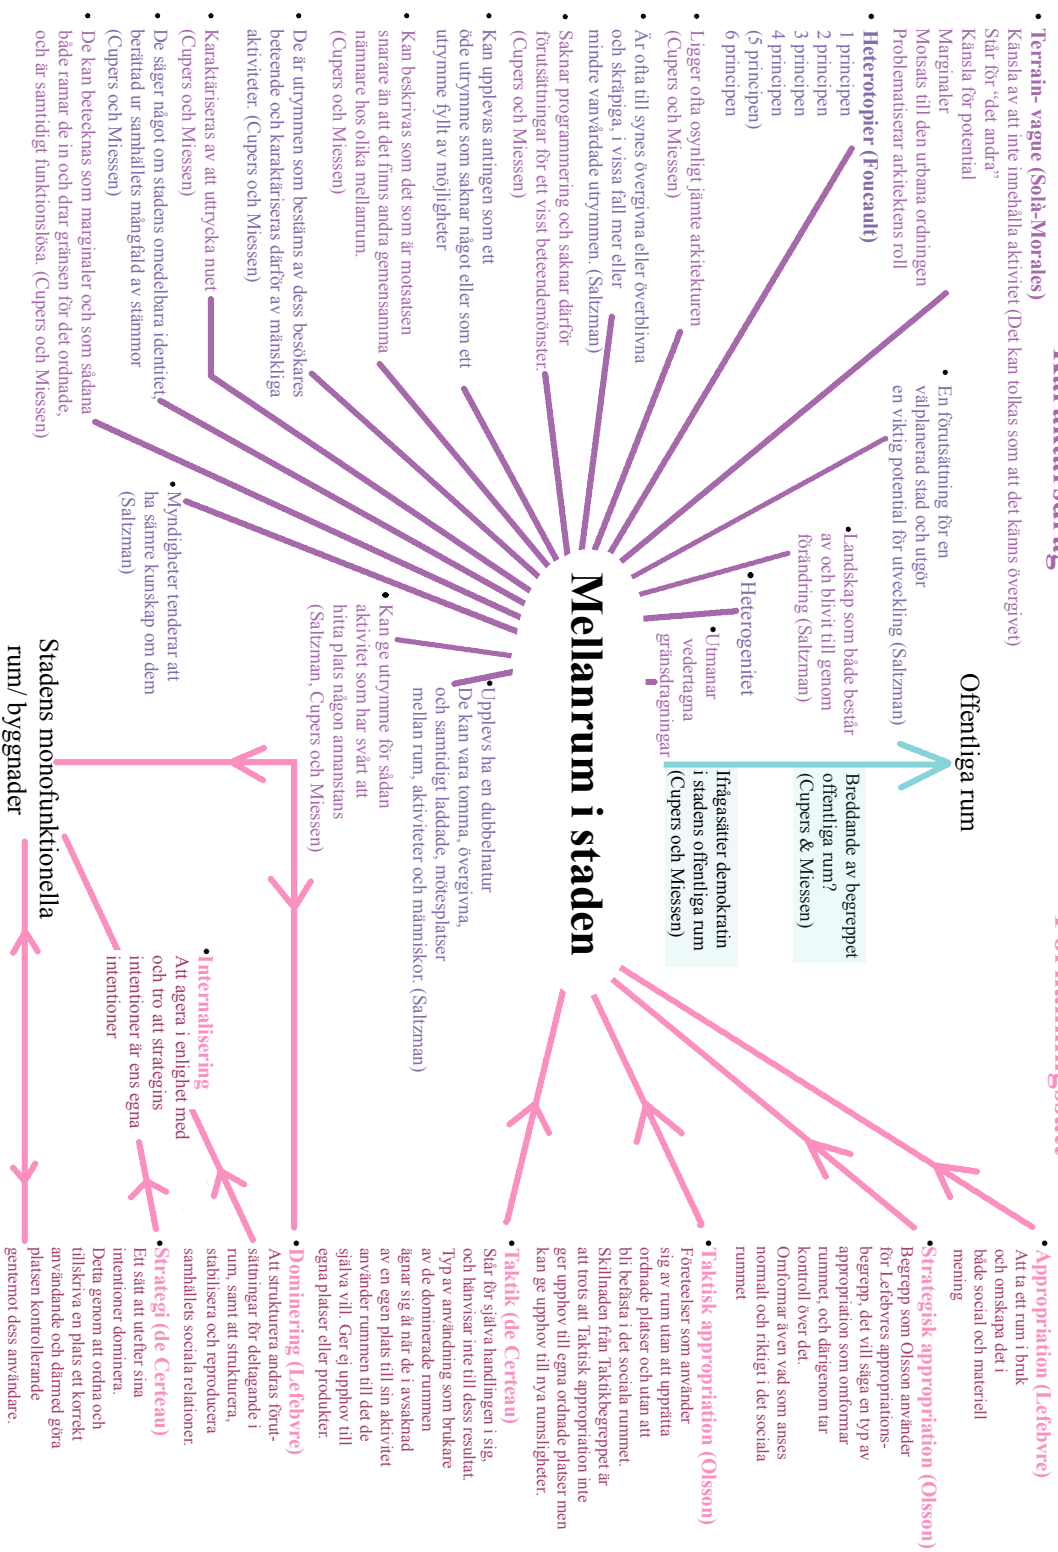 Karaktärsdrag
Förhållningssätt
• Terrain- vague (Solà-Morales)
Känsla av att inte innehålla aktivitet (Det kan tolkas som att det känns övergivet)
Står för “det andra”
Känsla för potential
Marginaler
Motsats till den urbana ordningen
Problematiserar arkitektens roll
• Heterotopier (Foucault)
1 principen
2 principen
3 principen
4 principen
(5 principen)
6 principen
• Ligger ofta osynligt jämte arkitekturen
(Cupers och Miessen)
• Är ofta till synes övergivna eller överblivna
och skräpiga, i vissa fall mer eller
mindre vanvårdade utrymmen. (Saltzman)
• Saknar programmering och saknar därför
förutsättningar för ett visst beteendemönster.
(Cupers och Miessen)
• Kan upplevas antingen som ett
öde utrymme som saknar något eller som ett
utrymme fyllt av möjligheter
• Kan beskrivas som det som är motsatsen
snarare än att det finns andra gemensamma
nämnare hos olika mellanrum.
(Cupers och Miessen)
• De är utrymmen som bestäms av dess besökares
beteende och karaktäriseras därför av mänskliga
aktiviteter. (Cupers och Miessen)
• Karaktäriseras av att uttrycka nuet
(Cupers och Miessen)
• De säger något om stadens omedelbara identitet,
berättad ur samhällets mångfald av stämmor
(Cupers och Miessen)
• De kan betecknas som marginaler och som sådana
både ramar de in och drar gränsen för det ordnade,
och är samtidigt funktionslösa. (Cupers och Miessen)
• En förutsättning för en
välplanerad stad och utgör
en viktig potential för utveckling (Saltzman)
• Landskap som både består
av och blivit till genom
förändring (Saltzman)
• Heterogenitet
• Utmanar
vedertagna
gränsdragningar
• Myndigheter tenderar att
ha sämre kunskap om dem
(Saltzman)
• Kan ge utrymme för sådan
aktivitet som har svårt att
hitta plats någon annanstans
(Saltzman, Cupers och Miessen)
• Upplevs ha en dubbelnatur
De kan vara tomma, övergivna,
och samtidigt laddade, mötesplatser
mellan rum, aktiviteter och människor. (Saltzman)
Mellanrum i staden
Offentliga rum
Breddande av begreppet
offentliga rum?
(Cupers & Miessen)
Ifrågasätter demokratin
i stadens offentliga rum
(Cupers och Miessen)
Stadens monofunktionella
rum/ byggnader
• Internalisering
Att agera i enlighet med
och tro att strategins
intentioner är ens egna
intentioner
• Appropriation (Lefebvre)
Att ta ett rum i bruk
och omskapa det i
både social och materiell
mening
• Strategisk appropriation (Olsson)
Begrepp som Olsson använder
för Lefebvres appropriations-
begrepp, det vill säga en typ av
appropriation som omformar
rummet, och därigenom tar
kontroll över det.
Omformar även vad som anses
normalt och riktigt i det sociala
rummet
• Taktisk appropriation (Olsson)
Företeelser som använder
sig av rum utan att upprätta
ordnade platser och utan att
bli befästa i det sociala rummet.
Skillnaden från Taktikbegreppet är
att trots att Taktisk appropriation inte
ger upphov till egna ordnade platser men
kan ge upphov till nya rumsligheter.
• Taktik (de Certeau)
Står för själva handlingen i sig,
och hänvisar inte till dess resultat.
Typ av användning som brukare
av de dominerade rummen
ägnar sig åt när de i avsaknad
av en egen plats till sin aktivitet
använder rummen till det de
själva vill. Ger ej upphov till
egna platser eller produkter.
• Dominering (Lefebvre)
Att strukturera andras förut-
sättningar för deltagande i
rum, samt att strukturera,
stabilisera och reproducera
samhällets sociala relationer.
• Strategi (de Certeau)
Ett sätt att utefter sina
intentioner dominera.
Detta genom att ordna och
tillskriva en plats ett korrekt
användande och därmed göra
platsen kontrollerande
gentemot dess användare.